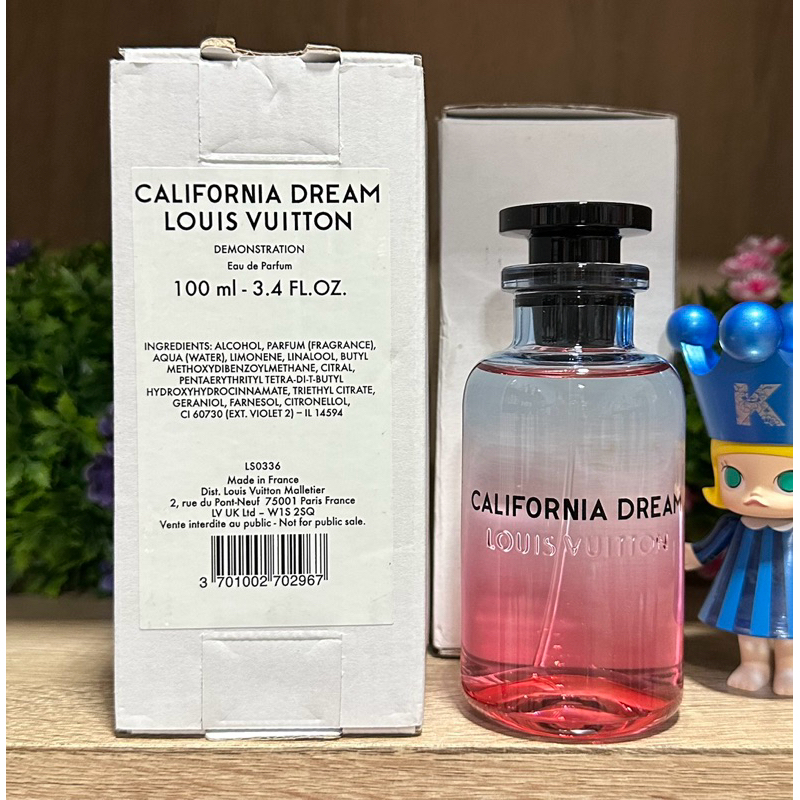 CALIFORNIA DREAM
LOUIS VUITTON
DEMONSTRATION
Eau de Parfum
100 ml - 3.4 FL.OZ.
INGREDIENTS: ALCOHOL, PARFUM (FRAGRANCE),
AQUA (WATER), LIMONENE, LINALOOL, BUTYL
METHOXYDIBENZOYLMETHANE, CITRAL,
PENTAERYTHRITYL TETRA-DI-T-BUTYL
HYDROXYHYDROCINNAMATE, TRIETHYL CITRATE,
GERANIOL, FARNESOL, CITRONELLOL,
CI 60730 (EXT. VIOLET 2) – IL 14594
LS0336
Made in France
Dist. Louis Vuitton Malletier
2, rue du Pont-Neuf 75001 Paris France
LV UK Ltd – W1S 2SQ
Vente interdite au public - Not for public sale.
3 701002 702967
CALIFORNIA DREAM
LOUIS VUITTON
K